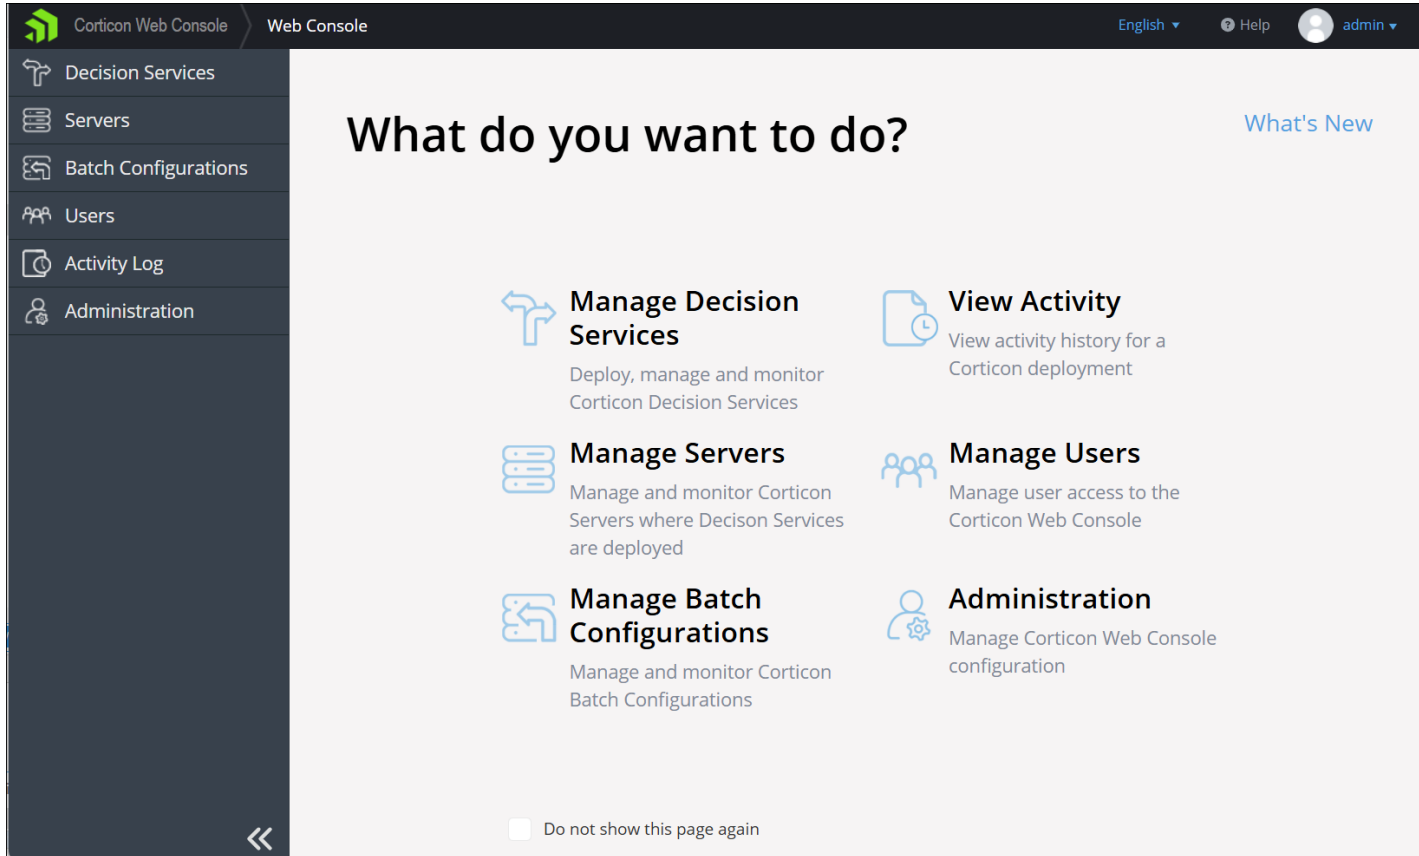 Corticon Web Console
Web Console
English
Help
admin
Decision Services
Servers
Batch Configurations
Users
Activity Log
Administration
What do you want to do?
What's New
Manage Decision
Services
Deploy, manage and monitor
Corticon Decision Services
View Activity
View activity history for a
Corticon deployment
Manage Servers
Manage and monitor Corticon
Servers where Decison Services
are deployed
Manage Users
Manage user access to the
Corticon Web Console
Manage Batch
Configurations
Manage and monitor Corticon
Batch Configurations
Administration
Manage Corticon Web Console
configuration
Do not show this page again